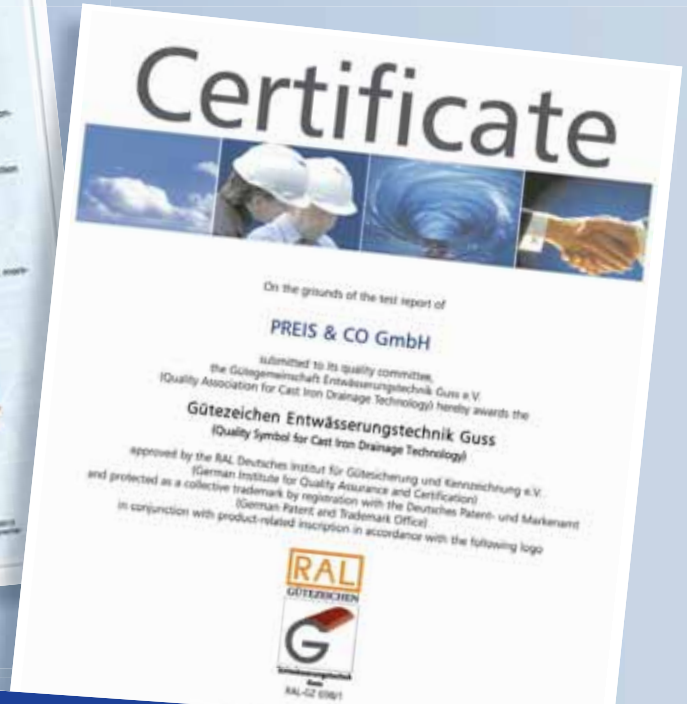 Certificate
On the grounds of the test report of
PREIS & CO GmbH
submitted to its quality committee,
the Gütegemeinschaft Entwässerungstechnik Guss e.V.
(Quality Association for Cast Iron Drainage Technology) hereby awards the
Gütezeichen Entwässerungstechnik Guss
(Quality Symbol for Cast Iron Drainage Technology)
approved by the RAL Deutsches Institut für Gütesicherung und Kennzeichnung e.V.
(German Institute for Quality Assurance and Certification)
and protected as a collective trademark by registration with the Deutsches Patent- und Markenamt
(German Patent and Trademark Office)
in conjunction with product-related inscription in accordance with the following logo
RAL
GÜTEZEICHEN
G
Entwässerungstechnik
Guss